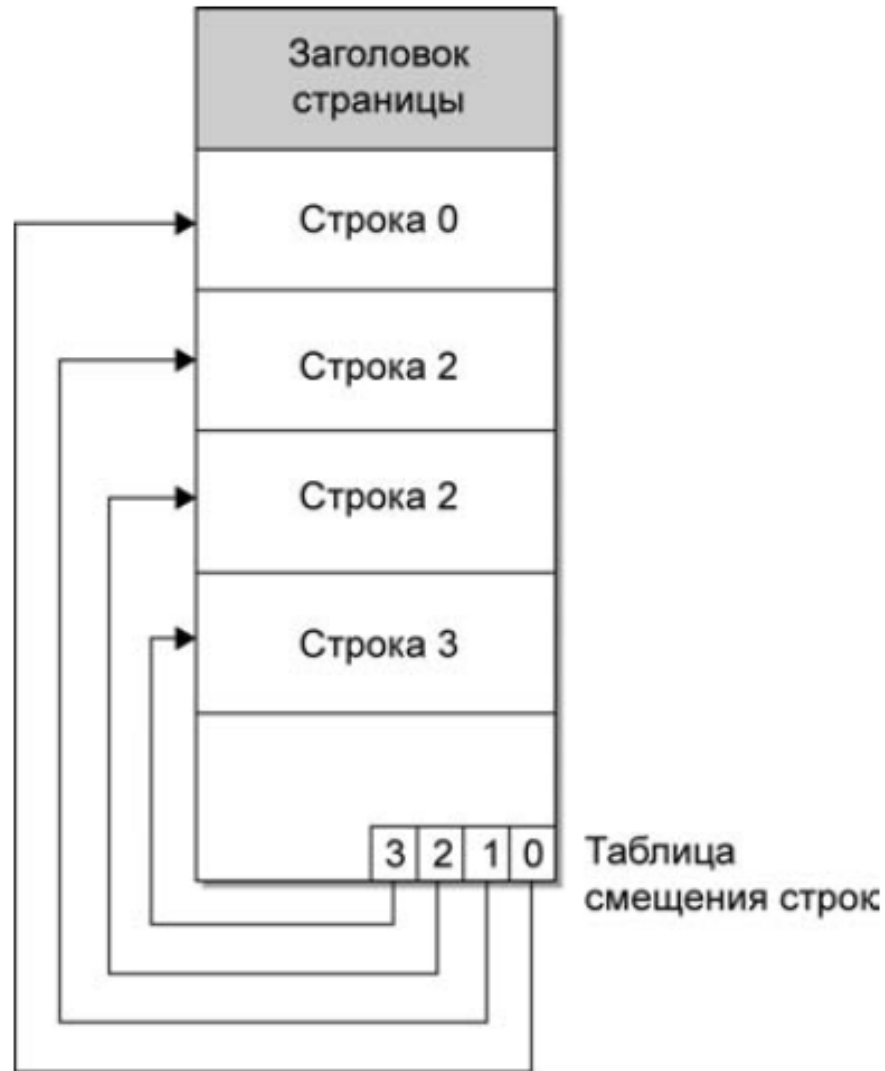 Заголовок
страницы
Строка 0
Строка 2
Строка 2
Строка 3
3 2 1 0
Таблица
смещения строк